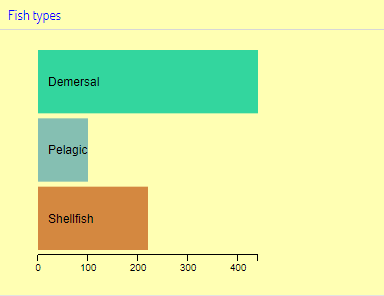 Fish types
Demersal
Pelagic
Shellfish
0 100 200 300 400